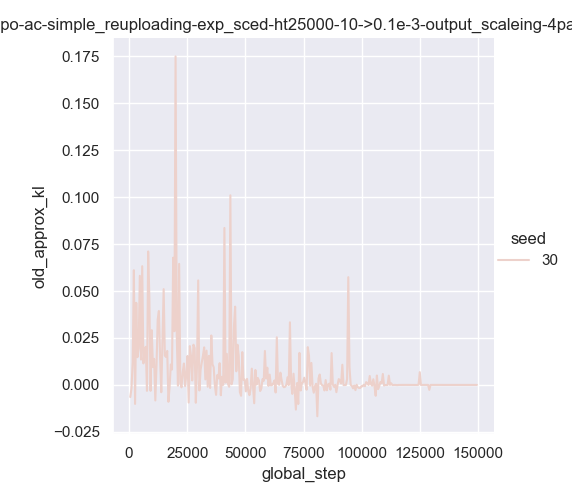 po-ac-simple_reuploading-exp_sced-ht25000-10->0.1e-3-output_scaleing-4pa
0.175
0.150
0.125
0.100
0.075
0.050
0.025
0.000
−0.025
old_approx_kl
0 25000 50000 75000 100000 125000 150000
global_step
seed
30